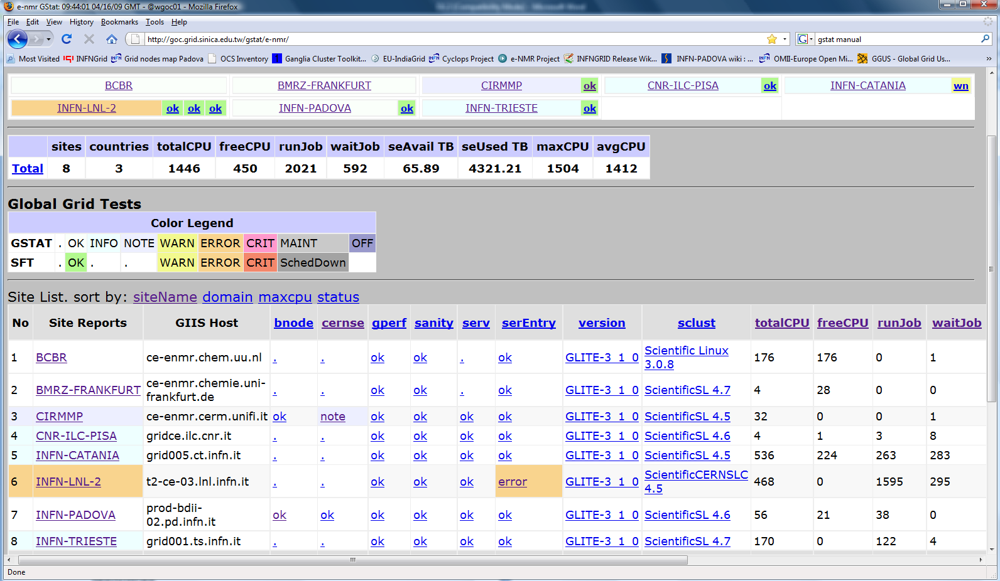 e-nmr GStat: 09:44:01 04/16/09 GMT - @wgoc01 - Mozilla Firefox
File Edit View History Bookmarks Tools Help
http://goc.grid.sinica.edu.tw/gstat/e-nmr/ gstat manual
Most Visited INFNGrid Grid nodes map Padova OCS Inventory Ganglia Cluster Toolkit... EU-IndiaGrid Cyclops Project e-NMR Project INFNGRID Release Wik... INFN-PADOVA wiki : ... OMII-Europe Open Mi... GGUS - Global Grid Us... »
BCBR BMRZ-FRANKFURT CIRMMP ok CNR-ILC-PISA ok INFN-CATANIA wn
INFN-LNL-2 ok ok ok INFN-PADOVA ok INFN-TRIESTE ok
sites countries totalCPU freeCPU runJob waitJob seAvail TB seUsed TB maxCPU avgCPU
Total 8 3 1446 450 2021 592 65.89 4321.21 1504 1412
Global Grid Tests
Color Legend
GSTAT . OK INFO NOTE WARN ERROR CRIT MAINT OFF
SFT . OK . . WARN ERROR CRIT SchedDown
Site List. sort by: siteName domain maxcpu status
No Site Reports GIIS Host bnode cernse gperf sanity serv serEntry version sclust totalCPU freeCPU runJob waitJob
1 BCBR ce-enmr.chem.uu.nl . . ok ok . ok GLITE-3_1_0 Scientific Linux 3.0.8 176 176 0 1
2 BMRZ-FRANKFURT ce-enmr.chemie.uni-frankfurt.de . . ok ok . ok GLITE-3_1_0 ScientificSL 4.7 4 28 0 0
3 CIRMMP ce-enmr.cerm.unifi.it ok note ok ok ok ok GLITE-3_1_0 ScientificSL 4.5 32 0 0 1
4 CNR-ILC-PISA gridce.ilc.cnr.it . . ok ok ok ok GLITE-3_1_0 ScientificSL 4.6 4 1 3 8
5 INFN-CATANIA grid005.ct.infn.it . . ok ok ok ok GLITE-3_1_0 ScientificSL 4.5 536 224 263 283
6 INFN-LNL-2 t2-ce-03.lnl.infn.it . . ok ok ok error GLITE-3_1_0 ScientificCERNSLC 4.5 468 0 1595 295
7 INFN-PADOVA prod-bdii-02.pd.infn.it ok ok ok ok ok ok GLITE-3_1_0 ScientificSL 4.6 56 21 38 0
8 INFN-TRIESTE grid001.ts.infn.it . . ok ok ok ok GLITE-3_1_0 ScientificSL 4.7 170 0 122 4
Done